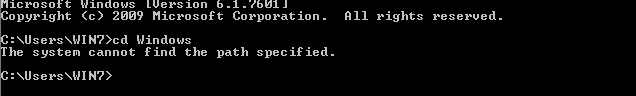 Microsoft Windows [Version 6.1.7601]
Copyright (c) 2009 Microsoft Corporation.  All rights reserved.
C:\Users\WIN7>cd Windows
The system cannot find the path specified.
C:\Users\WIN7>